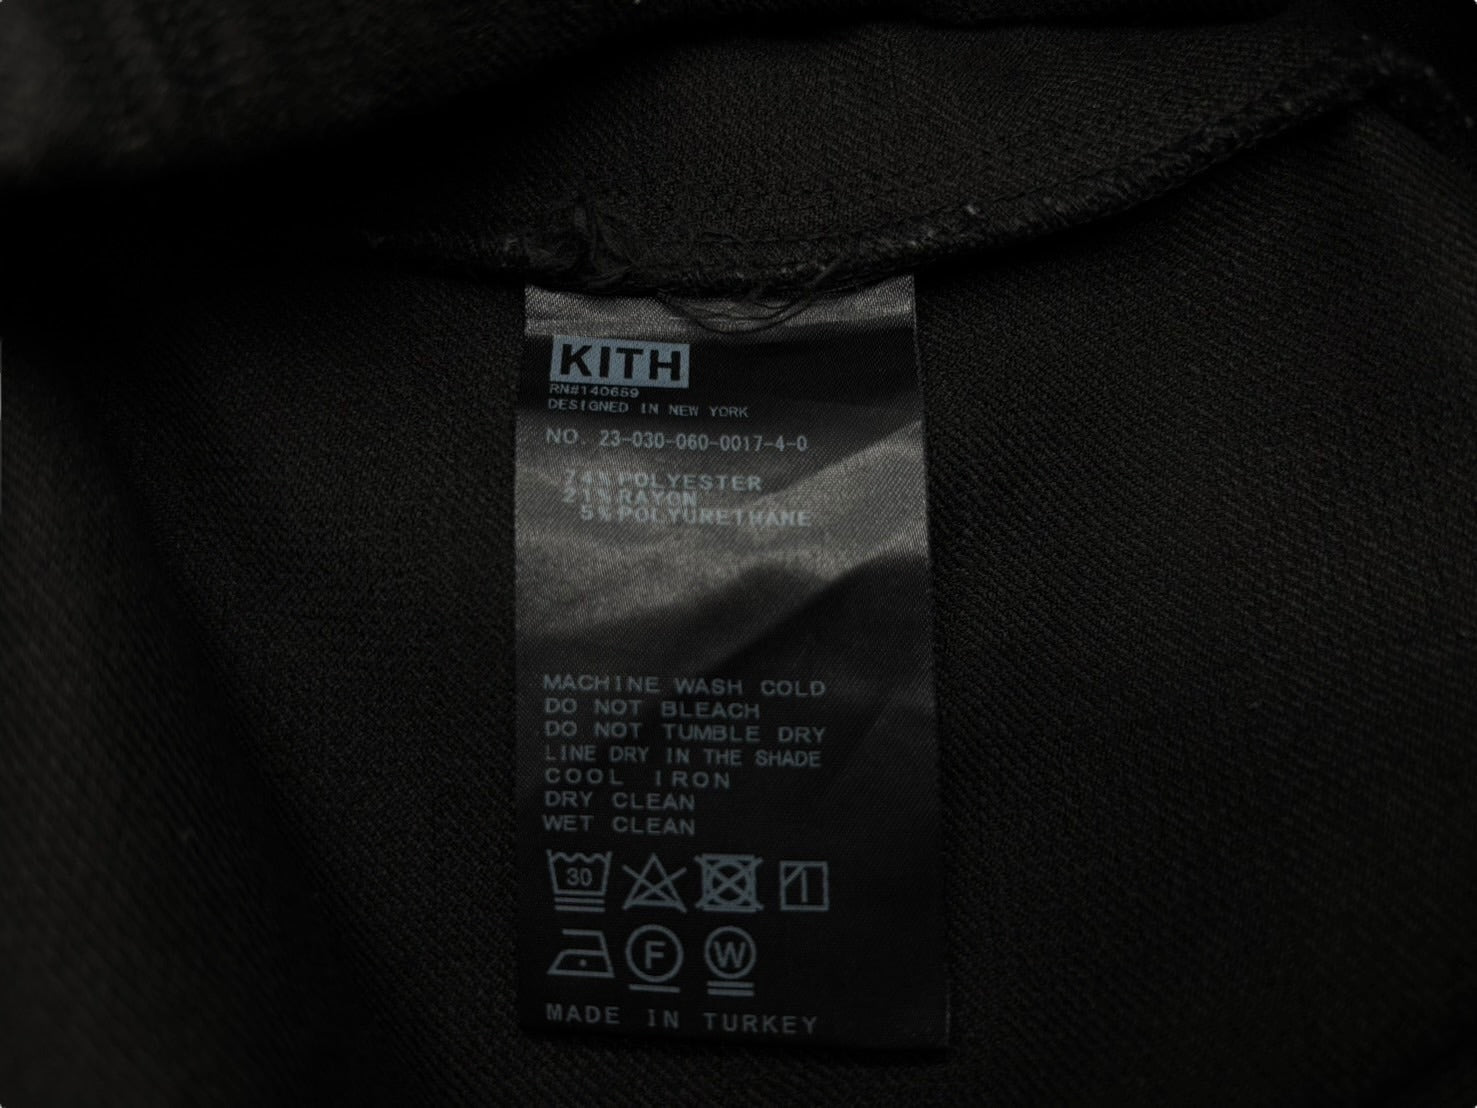 KITH
RN#140659
DESIGNED IN NEW YORK
NO. 23-030-060-0017-4-0
74%POLYESTER
21%RAYON
5%POLYURETHANE
MACHINE WASH COLD
DO NOT BLEACH
DO NOT TUMBLE DRY
LINE DRY IN THE SHADE
COOL IRON
DRY CLEAN
WET CLEAN
30
F W
MADE IN TURKEY